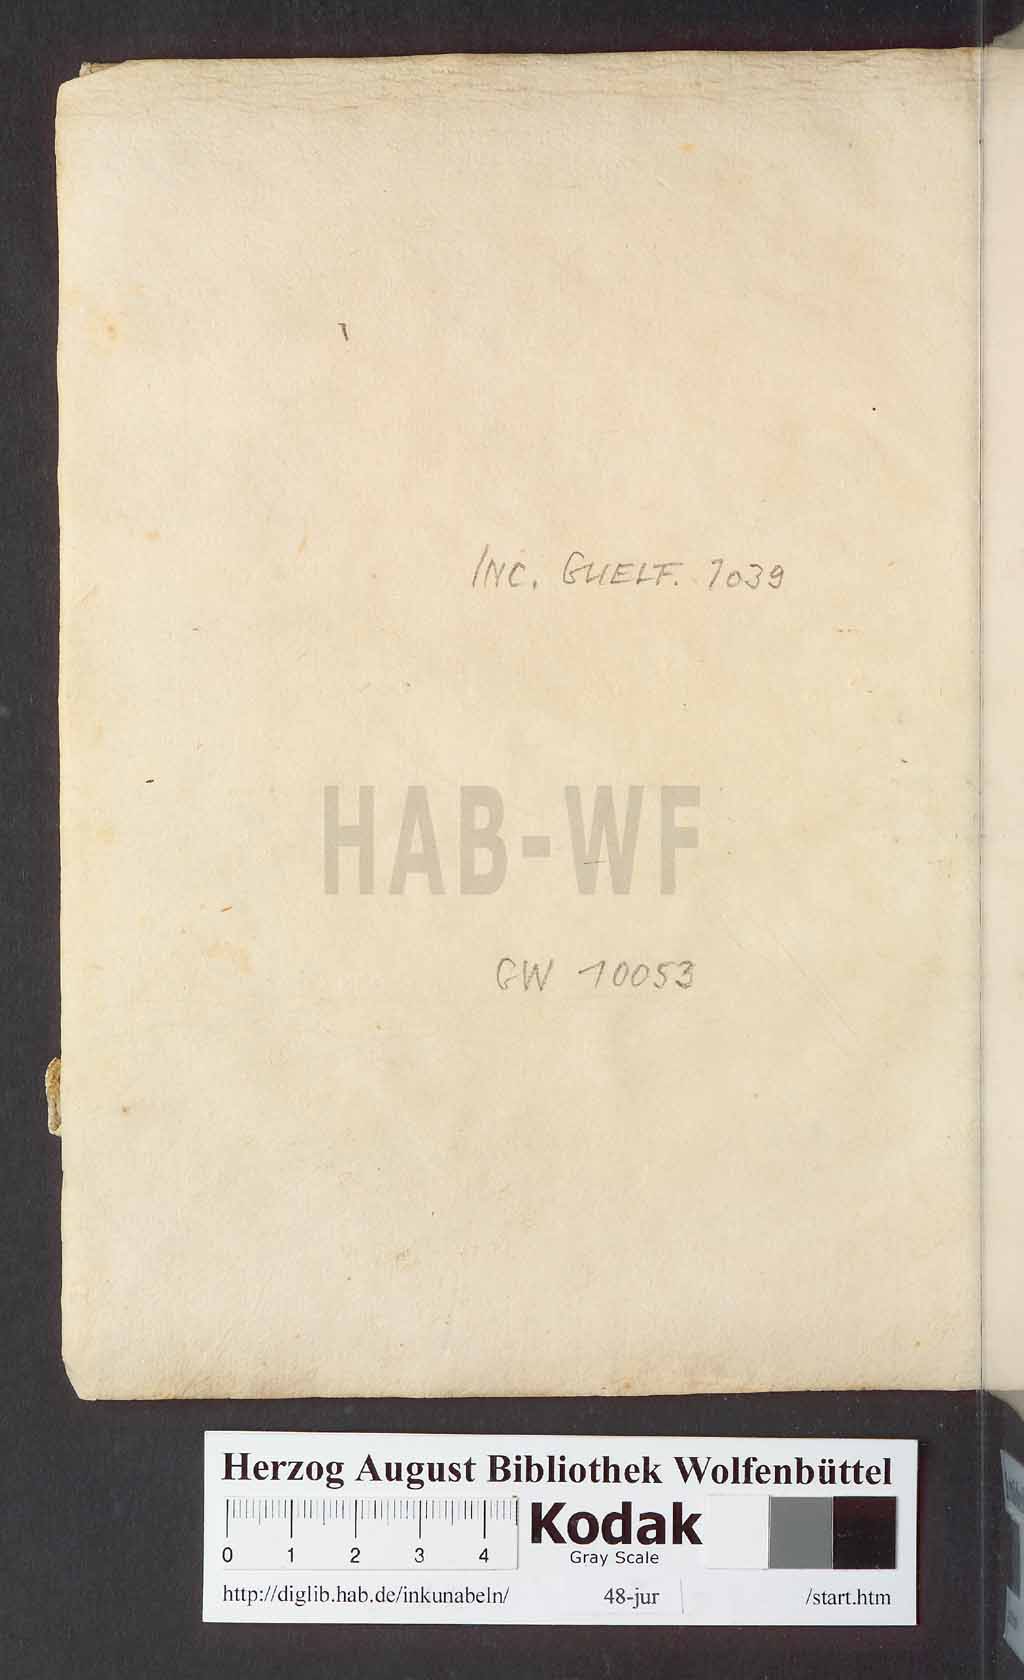 INC. GUELF. 1039
HAB-WF
GW 10053
Herzog August Bibliothek Wolfenbüttel
0 1 2 3 4
Kodak
Gray Scale
http://diglib.hab.de/inkunabeln/ 48-jur /start.htm